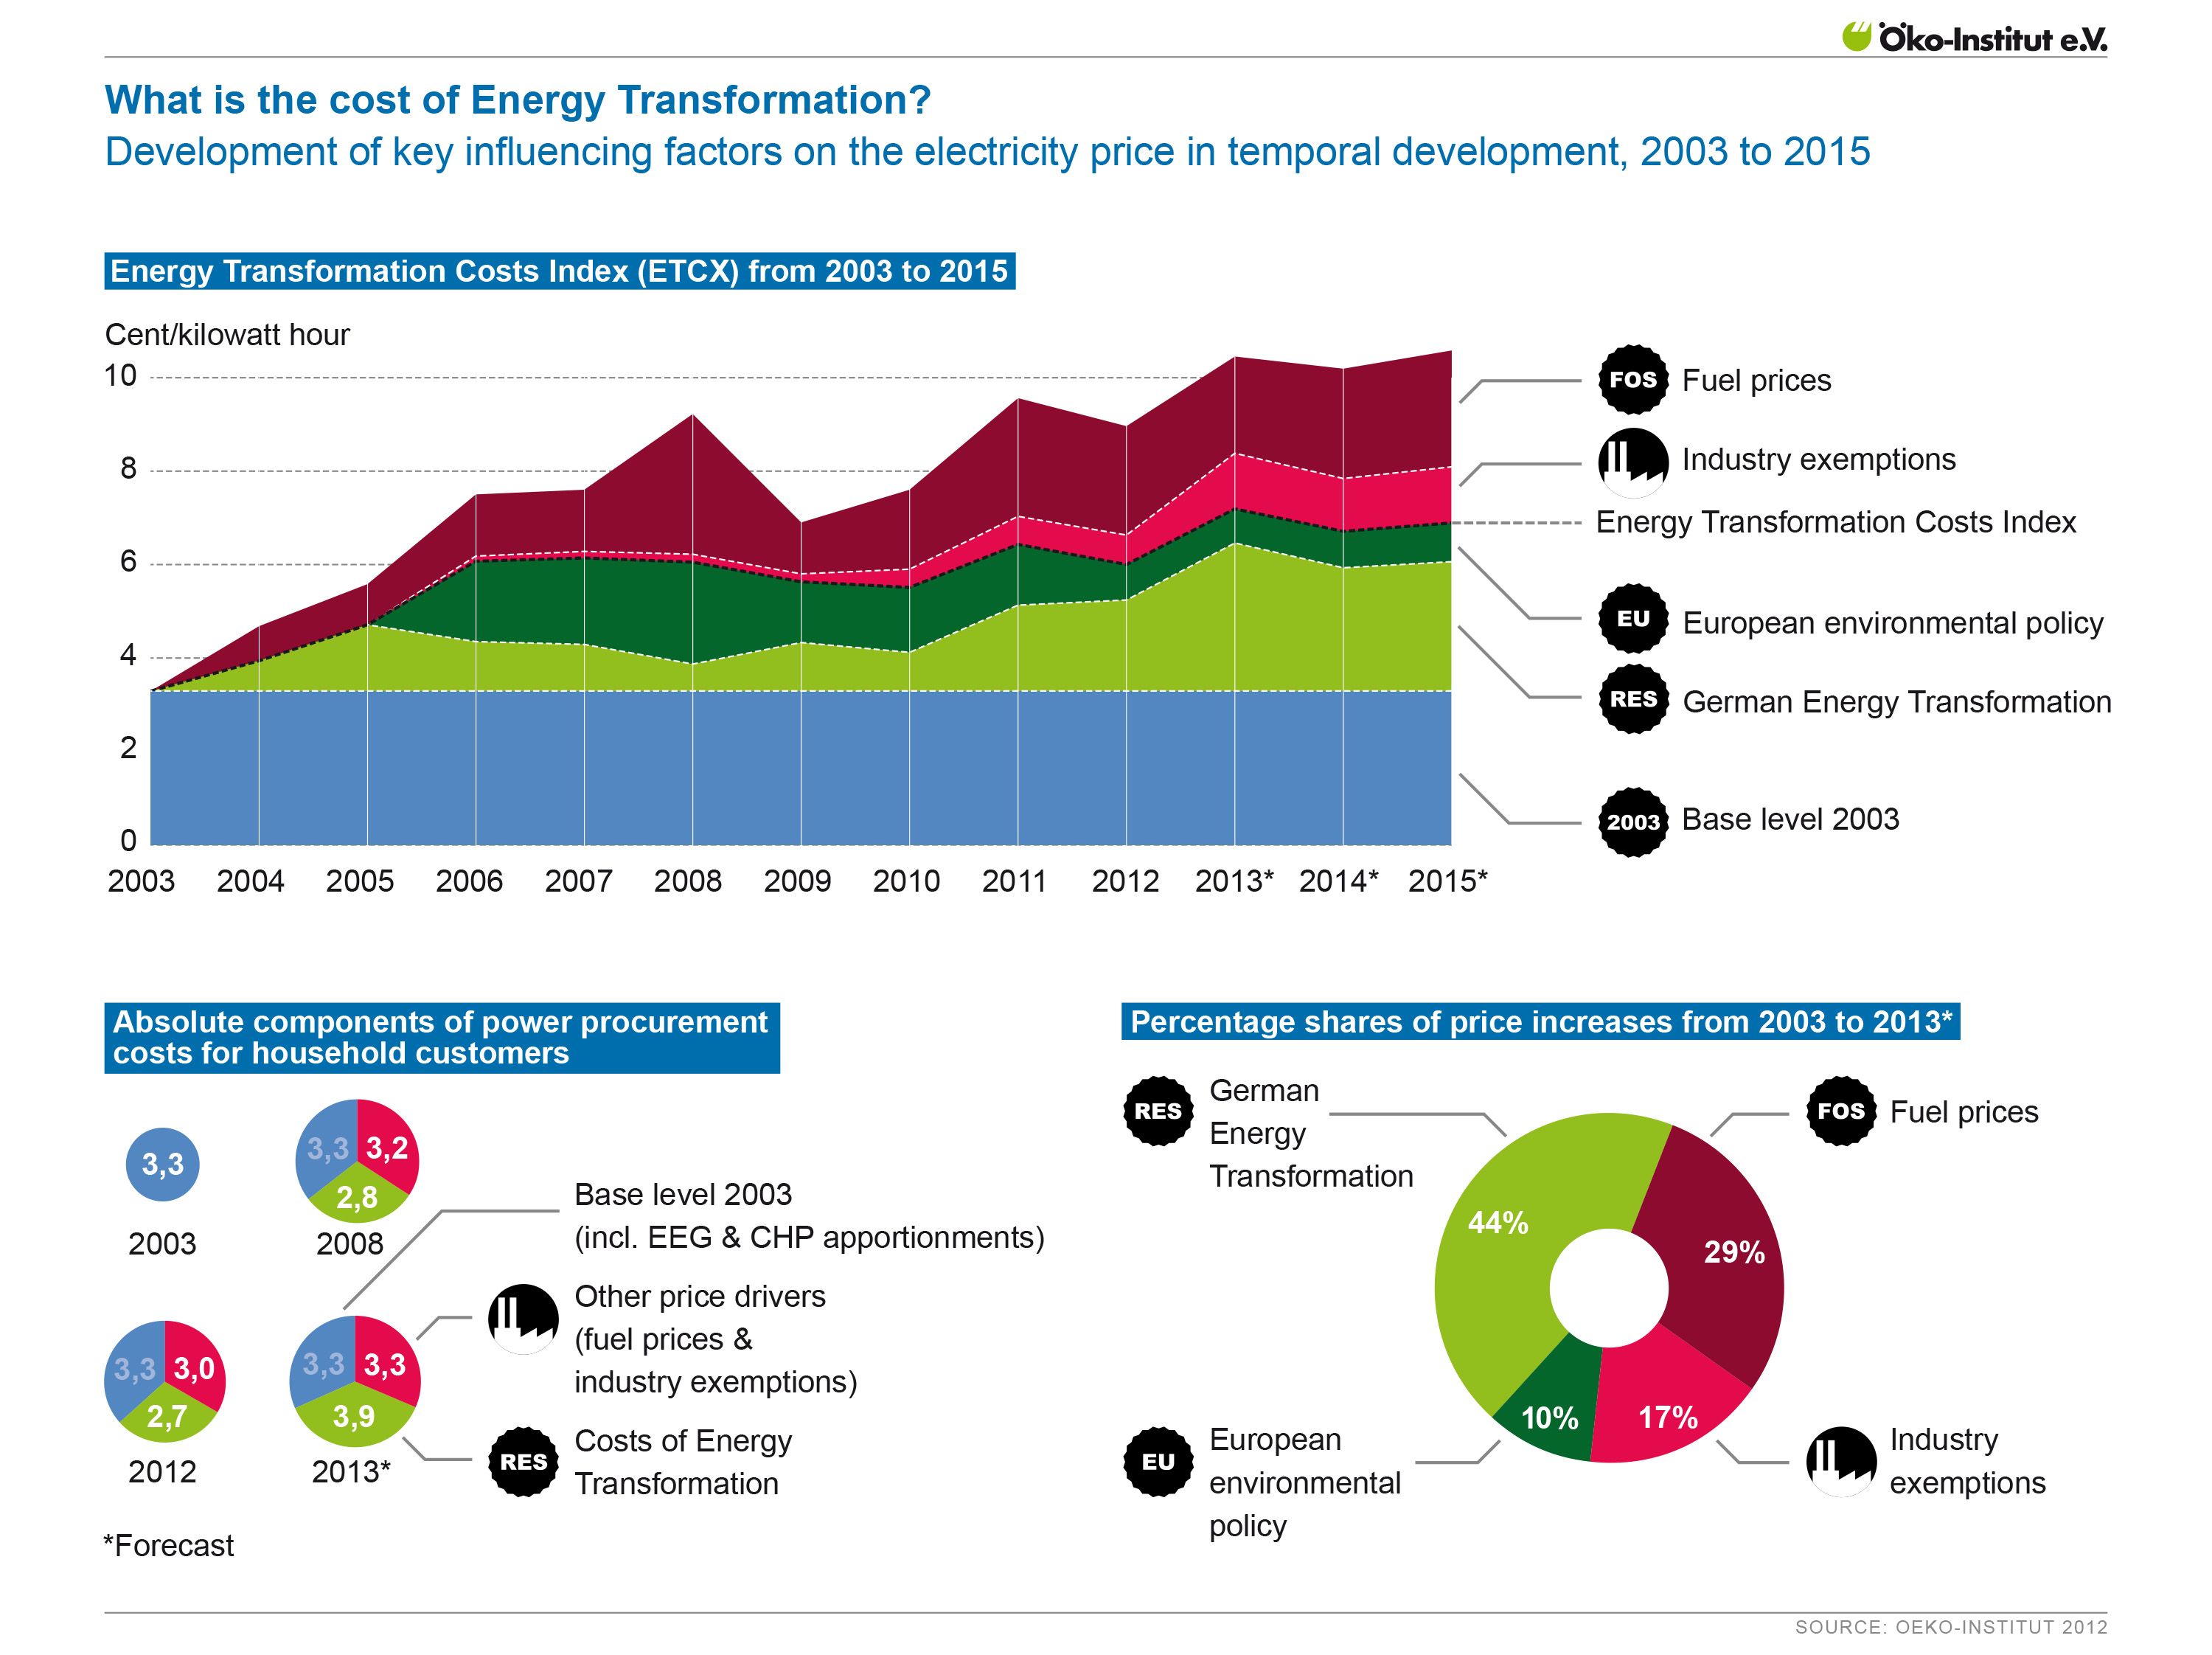 Öko-Institut e.V.
What is the cost of Energy Transformation?
Development of key influencing factors on the electricity price in temporal development, 2003 to 2015
Energy Transformation Costs Index (ETCX) from 2003 to 2015
Cent/kilowatt hour
10
8
6
4
2
0
2003 2004 2005 2006 2007 2008 2009 2010 2011 2012 2013* 2014* 2015*
FOS Fuel prices
Industry exemptions
Energy Transformation Costs Index
EU European environmental policy
RES German Energy Transformation
2003 Base level 2003
Absolute components of power procurement
costs for household customers
3,3
2003
3,3 3,2
2,8
2008
3,3 3,0
2,7
2012
3,3 3,3
3,9
2013*
Base level 2003
(incl. EEG & CHP apportionments)
Other price drivers
(fuel prices &
industry exemptions)
RES
Costs of Energy
Transformation
*Forecast
Percentage shares of price increases from 2003 to 2013*
RES
German
Energy
Transformation
FOS Fuel prices
44%
29%
10%
17%
EU
European
environmental
policy
Industry
exemptions
SOURCE: OEKO-INSTITUT 2012